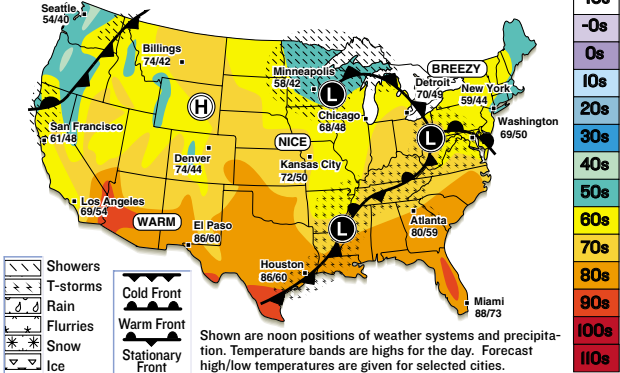 Seattle
54/40
Billings
74/42
Minneapolis
58/42
L
BREEZY
Detroit
70/49
New York
59/44
H
Chicago
68/48
L
Washington
69/50
San Francisco
61/48
NICE
Denver
74/44
Kansas City
72/50
Los Angeles
69/54
WARM
El Paso
86/60
L
Atlanta
80/59
Houston
86/60
Miami
88/73
Showers
T-storms
Rain
Flurries
Snow
Ice
Cold Front
Warm Front
Stationary
Front
Shown are noon positions of weather systems and precipita-
tion. Temperature bands are highs for the day. Forecast
high/low temperatures are given for selected cities.
-0s
0s
10s
20s
30s
40s
50s
60s
70s
80s
90s
100s
110s